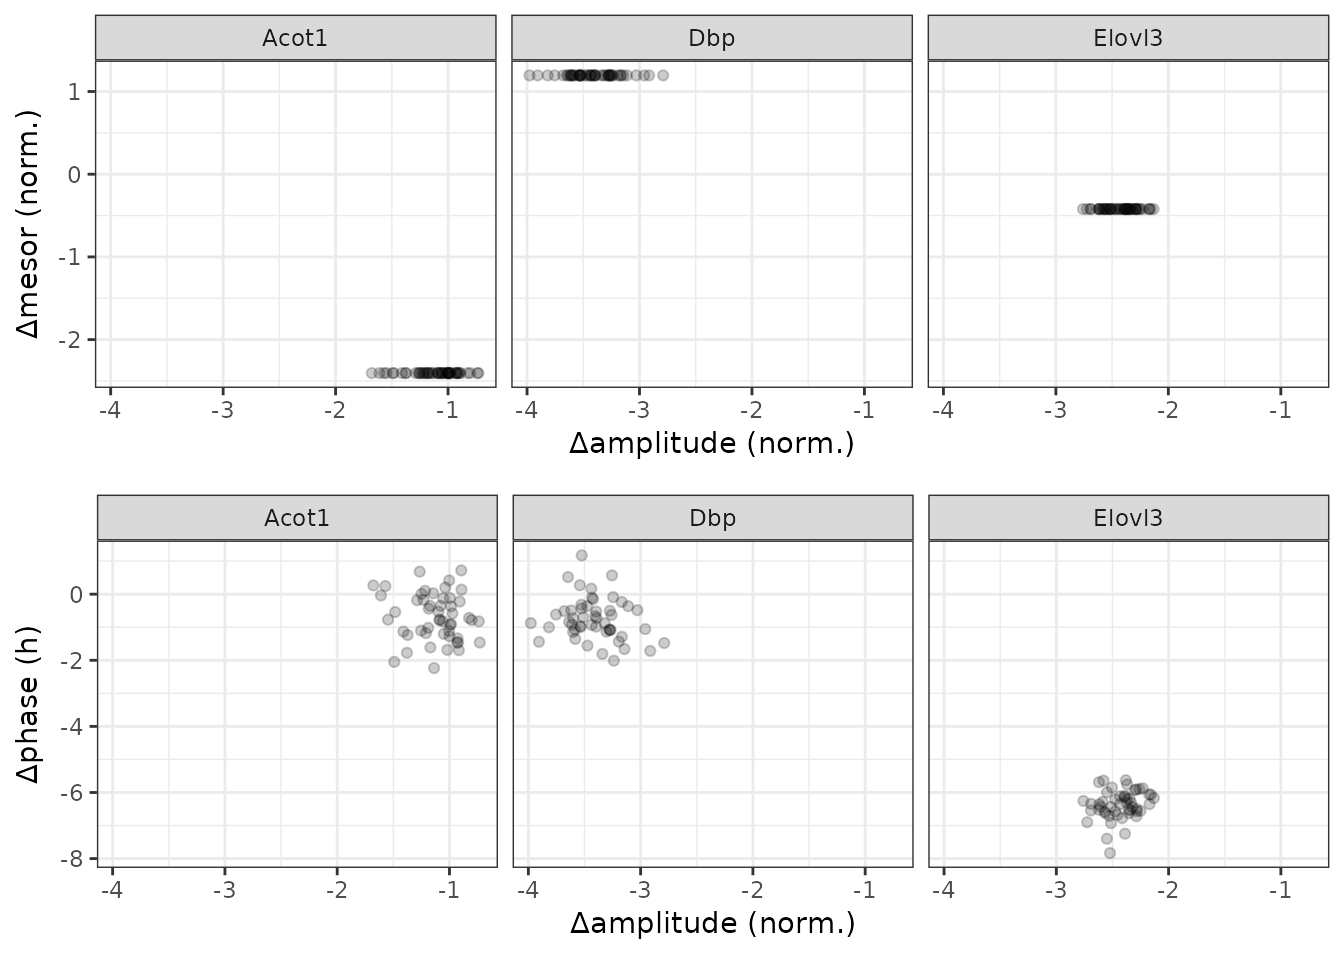 Acot1 Dbp Elovl3
Δmesor (norm.)
1
0
-1
-2
-4 -3 -2 -1 -4 -3 -2 -1 -4 -3 -2 -1
Δamplitude (norm.)
Acot1 Dbp Elovl3
Δphase (h)
0
-2
-4
-6
-8
-4 -3 -2 -1 -4 -3 -2 -1 -4 -3 -2 -1
Δamplitude (norm.)